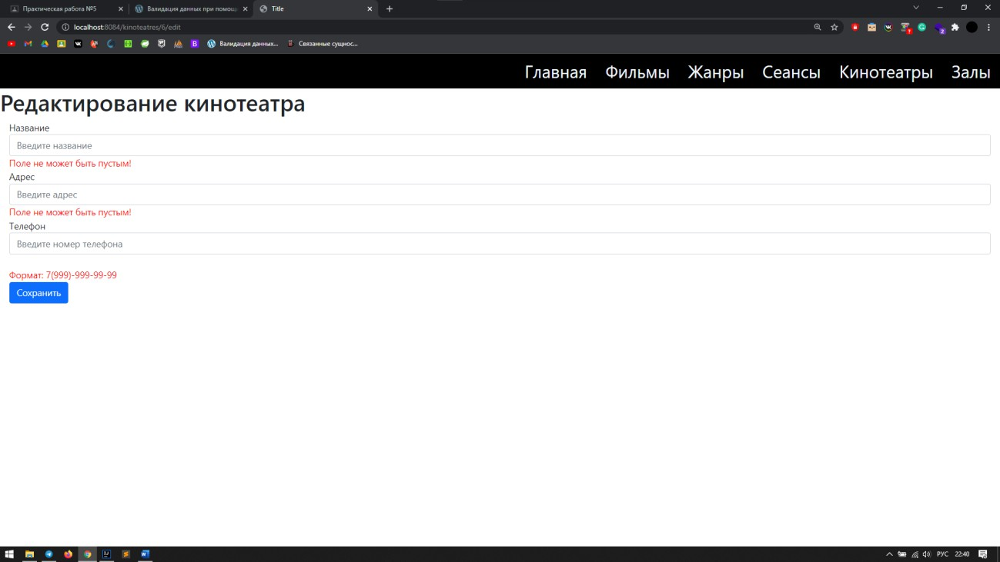 Практическая работа №5
Валидация данных при помощи
Title
localhost:8084/kinoteatres/6/edit
Валидация данных...
Связанные сущнос...
Главная Фильмы Жанры Сеансы Кинотеатры Залы
Редактирование кинотеатра
Название
Введите название
Поле не может быть пустым!
Адрес
Введите адрес
Поле не может быть пустым!
Телефон
Введите номер телефона
Формат: 7(999)-999-99-99
Сохранить
РУС 22:40